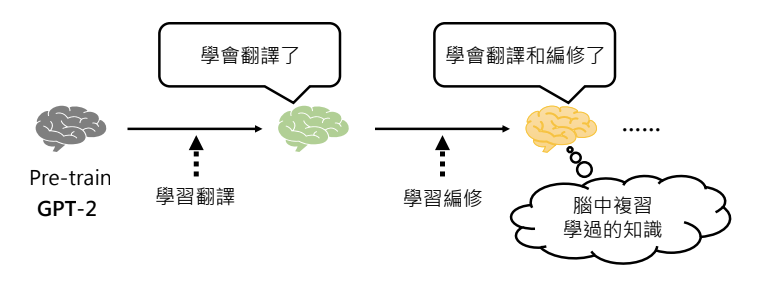 學會翻譯了
學會翻譯和編修了
......
Pre-train
GPT-2
學習翻譯
學習編修
腦中複習
學過的知識